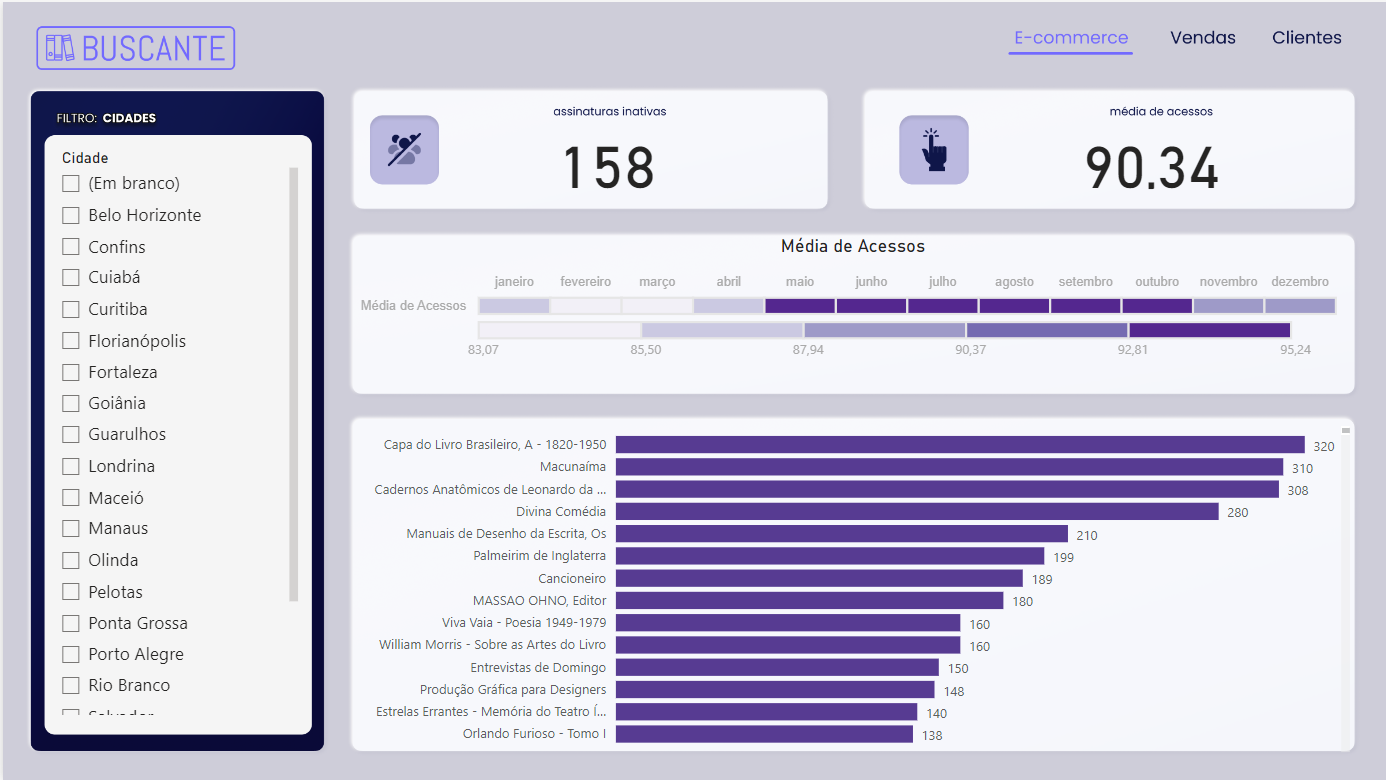 BUSCANTE
E-commerce Vendas Clientes
FILTRO: CIDADES
Cidade
(Em branco)
Belo Horizonte
Confins
Cuiabá
Curitiba
Florianópolis
Fortaleza
Goiânia
Guarulhos
Londrina
Maceió
Manaus
Olinda
Pelotas
Ponta Grossa
Porto Alegre
Rio Branco
assinaturas inativas
158
média de acessos
90.34
Média de Acessos
janeiro fevereiro março abril maio junho julho agosto setembro outubro novembro dezembro
Média de Acessos
83,07 85,50 87,94 90,37 92,81 95,24
Capa do Livro Brasileiro, A - 1820-1950 320
Macunaíma 310
Cadernos Anatômicos de Leonardo da ... 308
Divina Comédia 280
Manuais de Desenho da Escrita, Os 210
Palmeirim de Inglaterra 199
Cancioneiro 189
MASSAO OHNO, Editor 180
Viva Vaia - Poesia 1949-1979 160
William Morris - Sobre as Artes do Livro 160
Entrevistas de Domingo 150
Produção Gráfica para Designers 148
Estrelas Errantes - Memória do Teatro Í... 140
Orlando Furioso - Tomo I 138